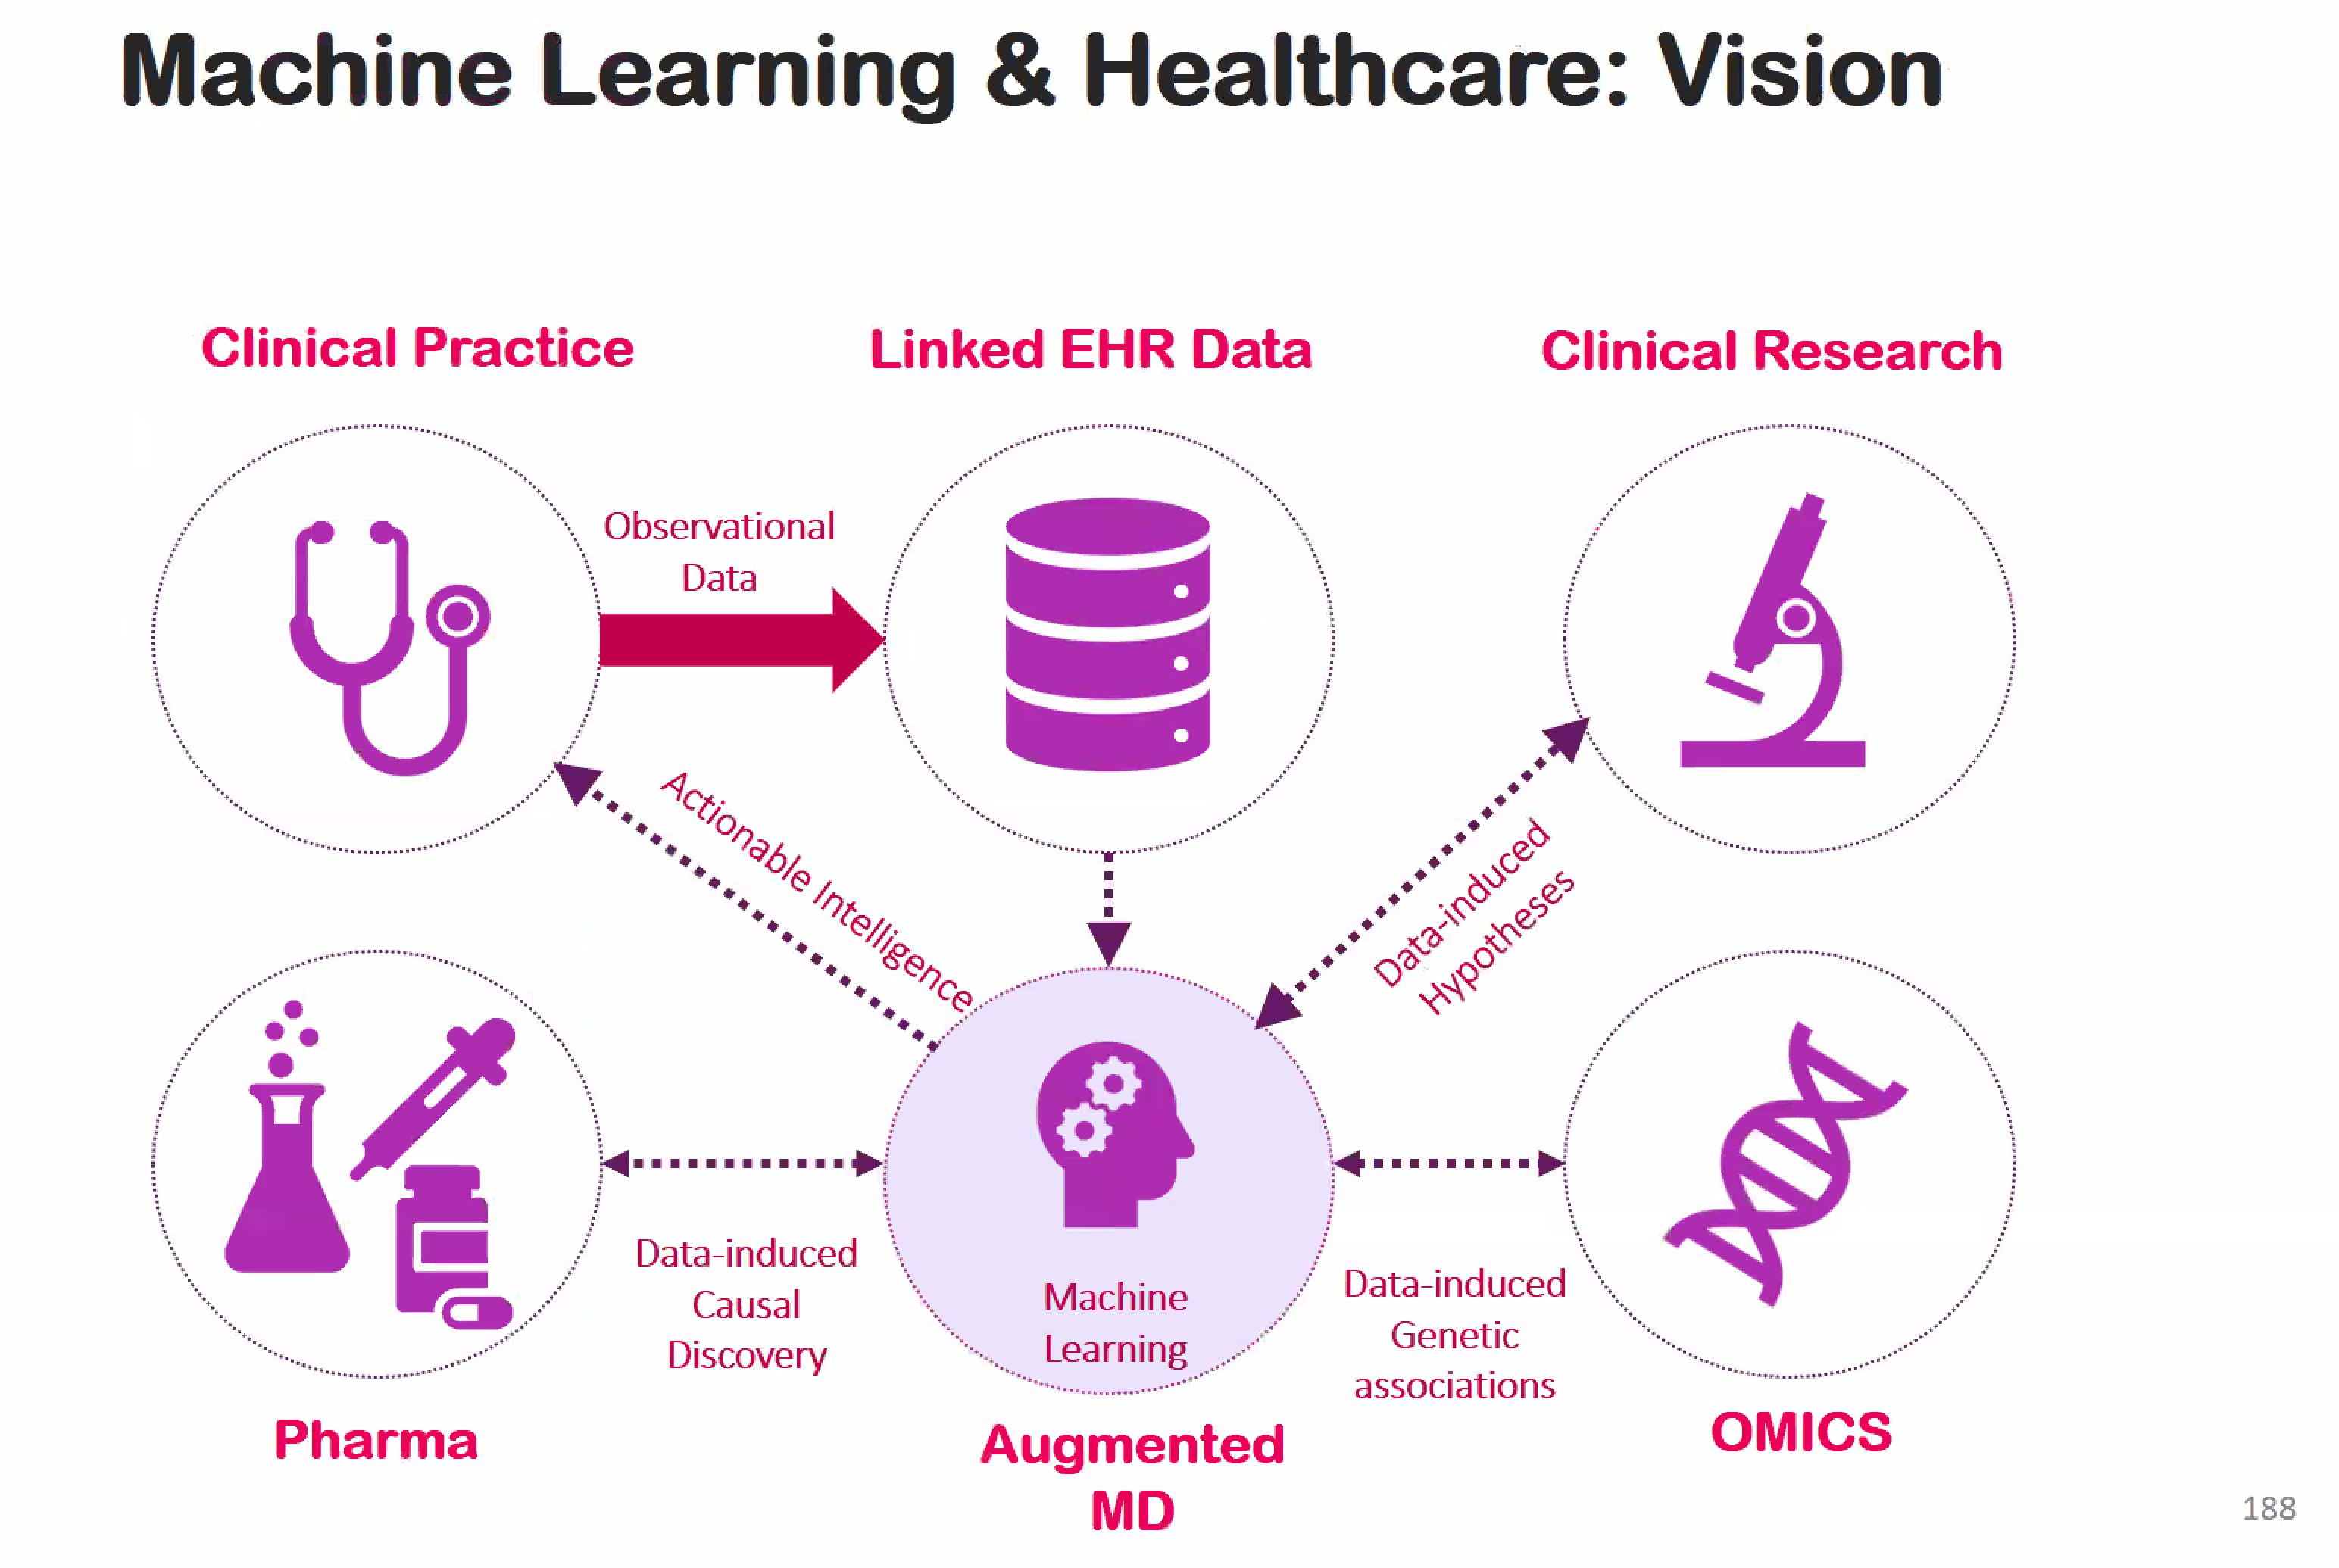 Machine Learning & Healthcare: Vision
Clinical Practice
Linked EHR Data
Clinical Research
Observational
Data
Actionable Intelligence
Data-induced
Hypotheses
Data-induced
Causal
Discovery
Machine
Learning
Data-induced
Genetic
associations
Pharma
Augmented
MD
OMICS
188